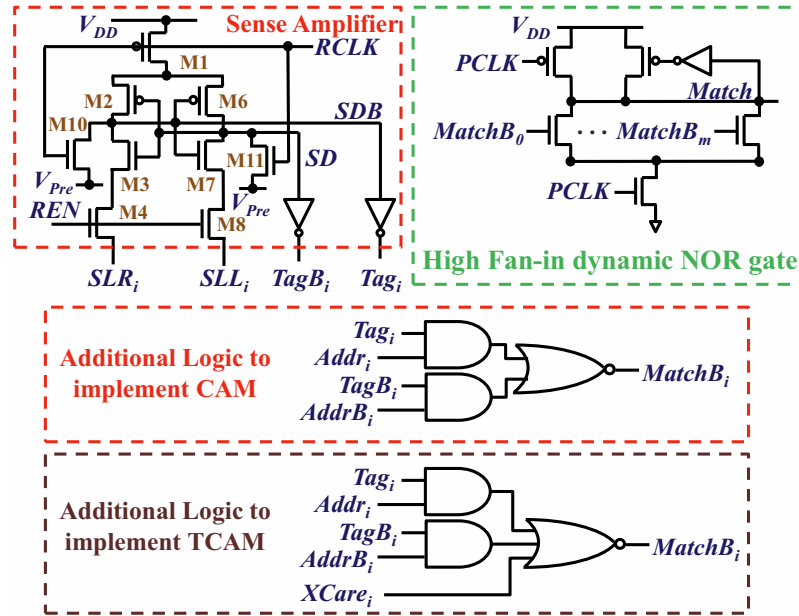 Sense Amplifier
V_DD
RCLK
M1
M2
M6
SDB
M10
M11
SD
M3
M7
V_Pre
V_Pre
REN
M4
M8
SLR_i
SLL_i
TagB_i
Tag_i
V_DD
PCLK
Match
MatchB_0
. . .
MatchB_m
PCLK
High Fan-in dynamic NOR gate
Additional Logic to
implement CAM
Tag_i
Addr_i
TagB_i
AddrB_i
MatchB_i
Additional Logic to
implement TCAM
Tag_i
Addr_i
TagB_i
AddrB_i
XCare_i
MatchB_i